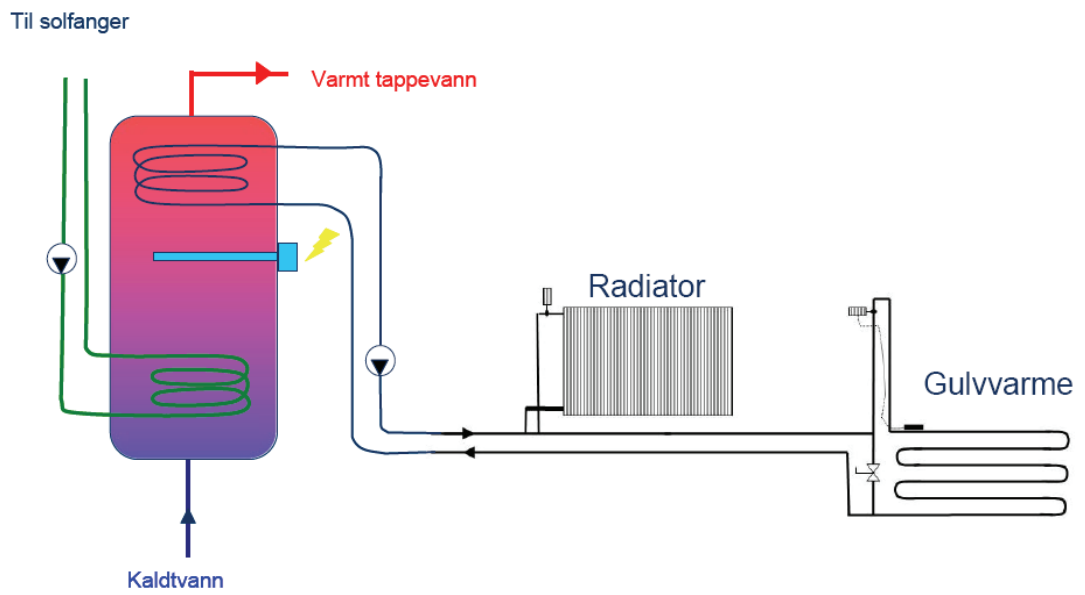 Til solfanger
Varmt tappevann
Radiator
Gulvvarme
Kaldtvann